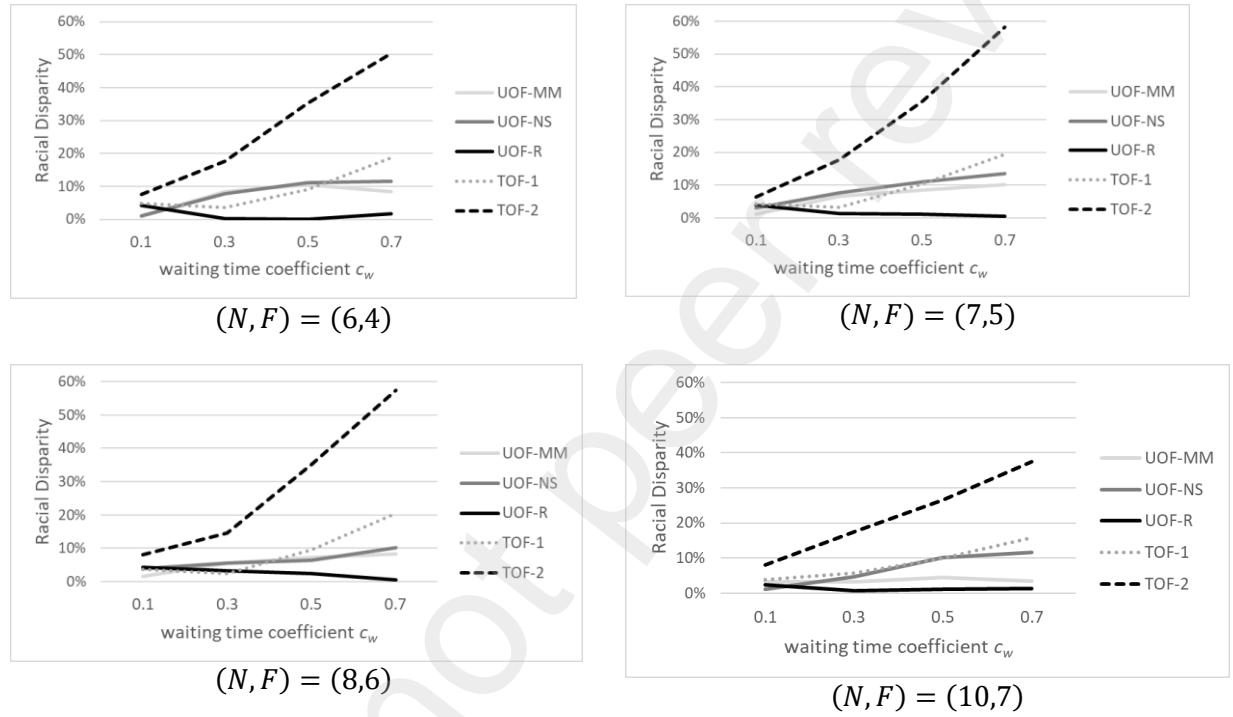 60%
50%
40%
30%
20%
10%
0%
Racial Disparity
0.1 0.3 0.5 0.7
waiting time coefficient c_w
UOF-MM
UOF-NS
UOF-R
TOF-1
TOF-2
(N, F) = (6,4)
60%
50%
40%
30%
20%
10%
0%
Racial Disparity
0.1 0.3 0.5 0.7
waiting time coefficient c_w
UOF-MM
UOF-NS
UOF-R
TOF-1
TOF-2
(N, F) = (7,5)
60%
50%
40%
30%
20%
10%
0%
Racial Disparity
0.1 0.3 0.5 0.7
waiting time coefficient c_w
UOF-MM
UOF-NS
UOF-R
TOF-1
TOF-2
(N, F) = (8,6)
60%
50%
40%
30%
20%
10%
0%
Racial Disparity
0.1 0.3 0.5 0.7
waiting time coefficient c_w
UOF-MM
UOF-NS
UOF-R
TOF-1
TOF-2
(N, F) = (10,7)
not peer rev